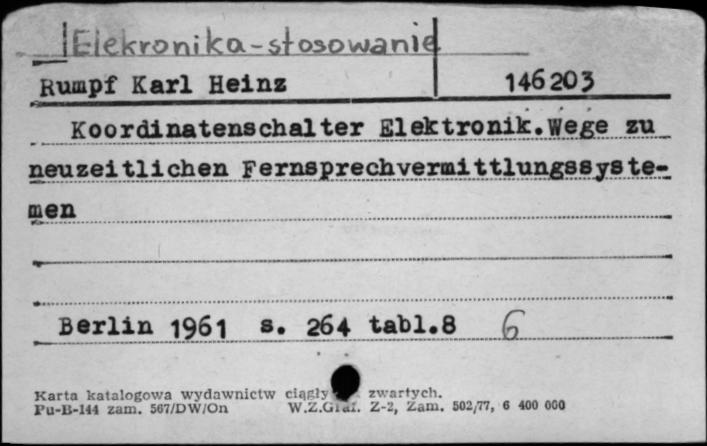 Elekronika-stosowanie
Rumpf Karl Heinz 146203
Koordinatenschalter Elektronik.Wege zu
neuzeitlichen Fernsprechvermittlungssyste-
men
Berlin 1961 s. 264 tabl.8 6
Karta katalogowa wydawnictw ciągły zwartych.
Pu-B-144 zam. 567/DW/On W.Z.Graf. Z-2, Zam. 502/77, 6 400 000